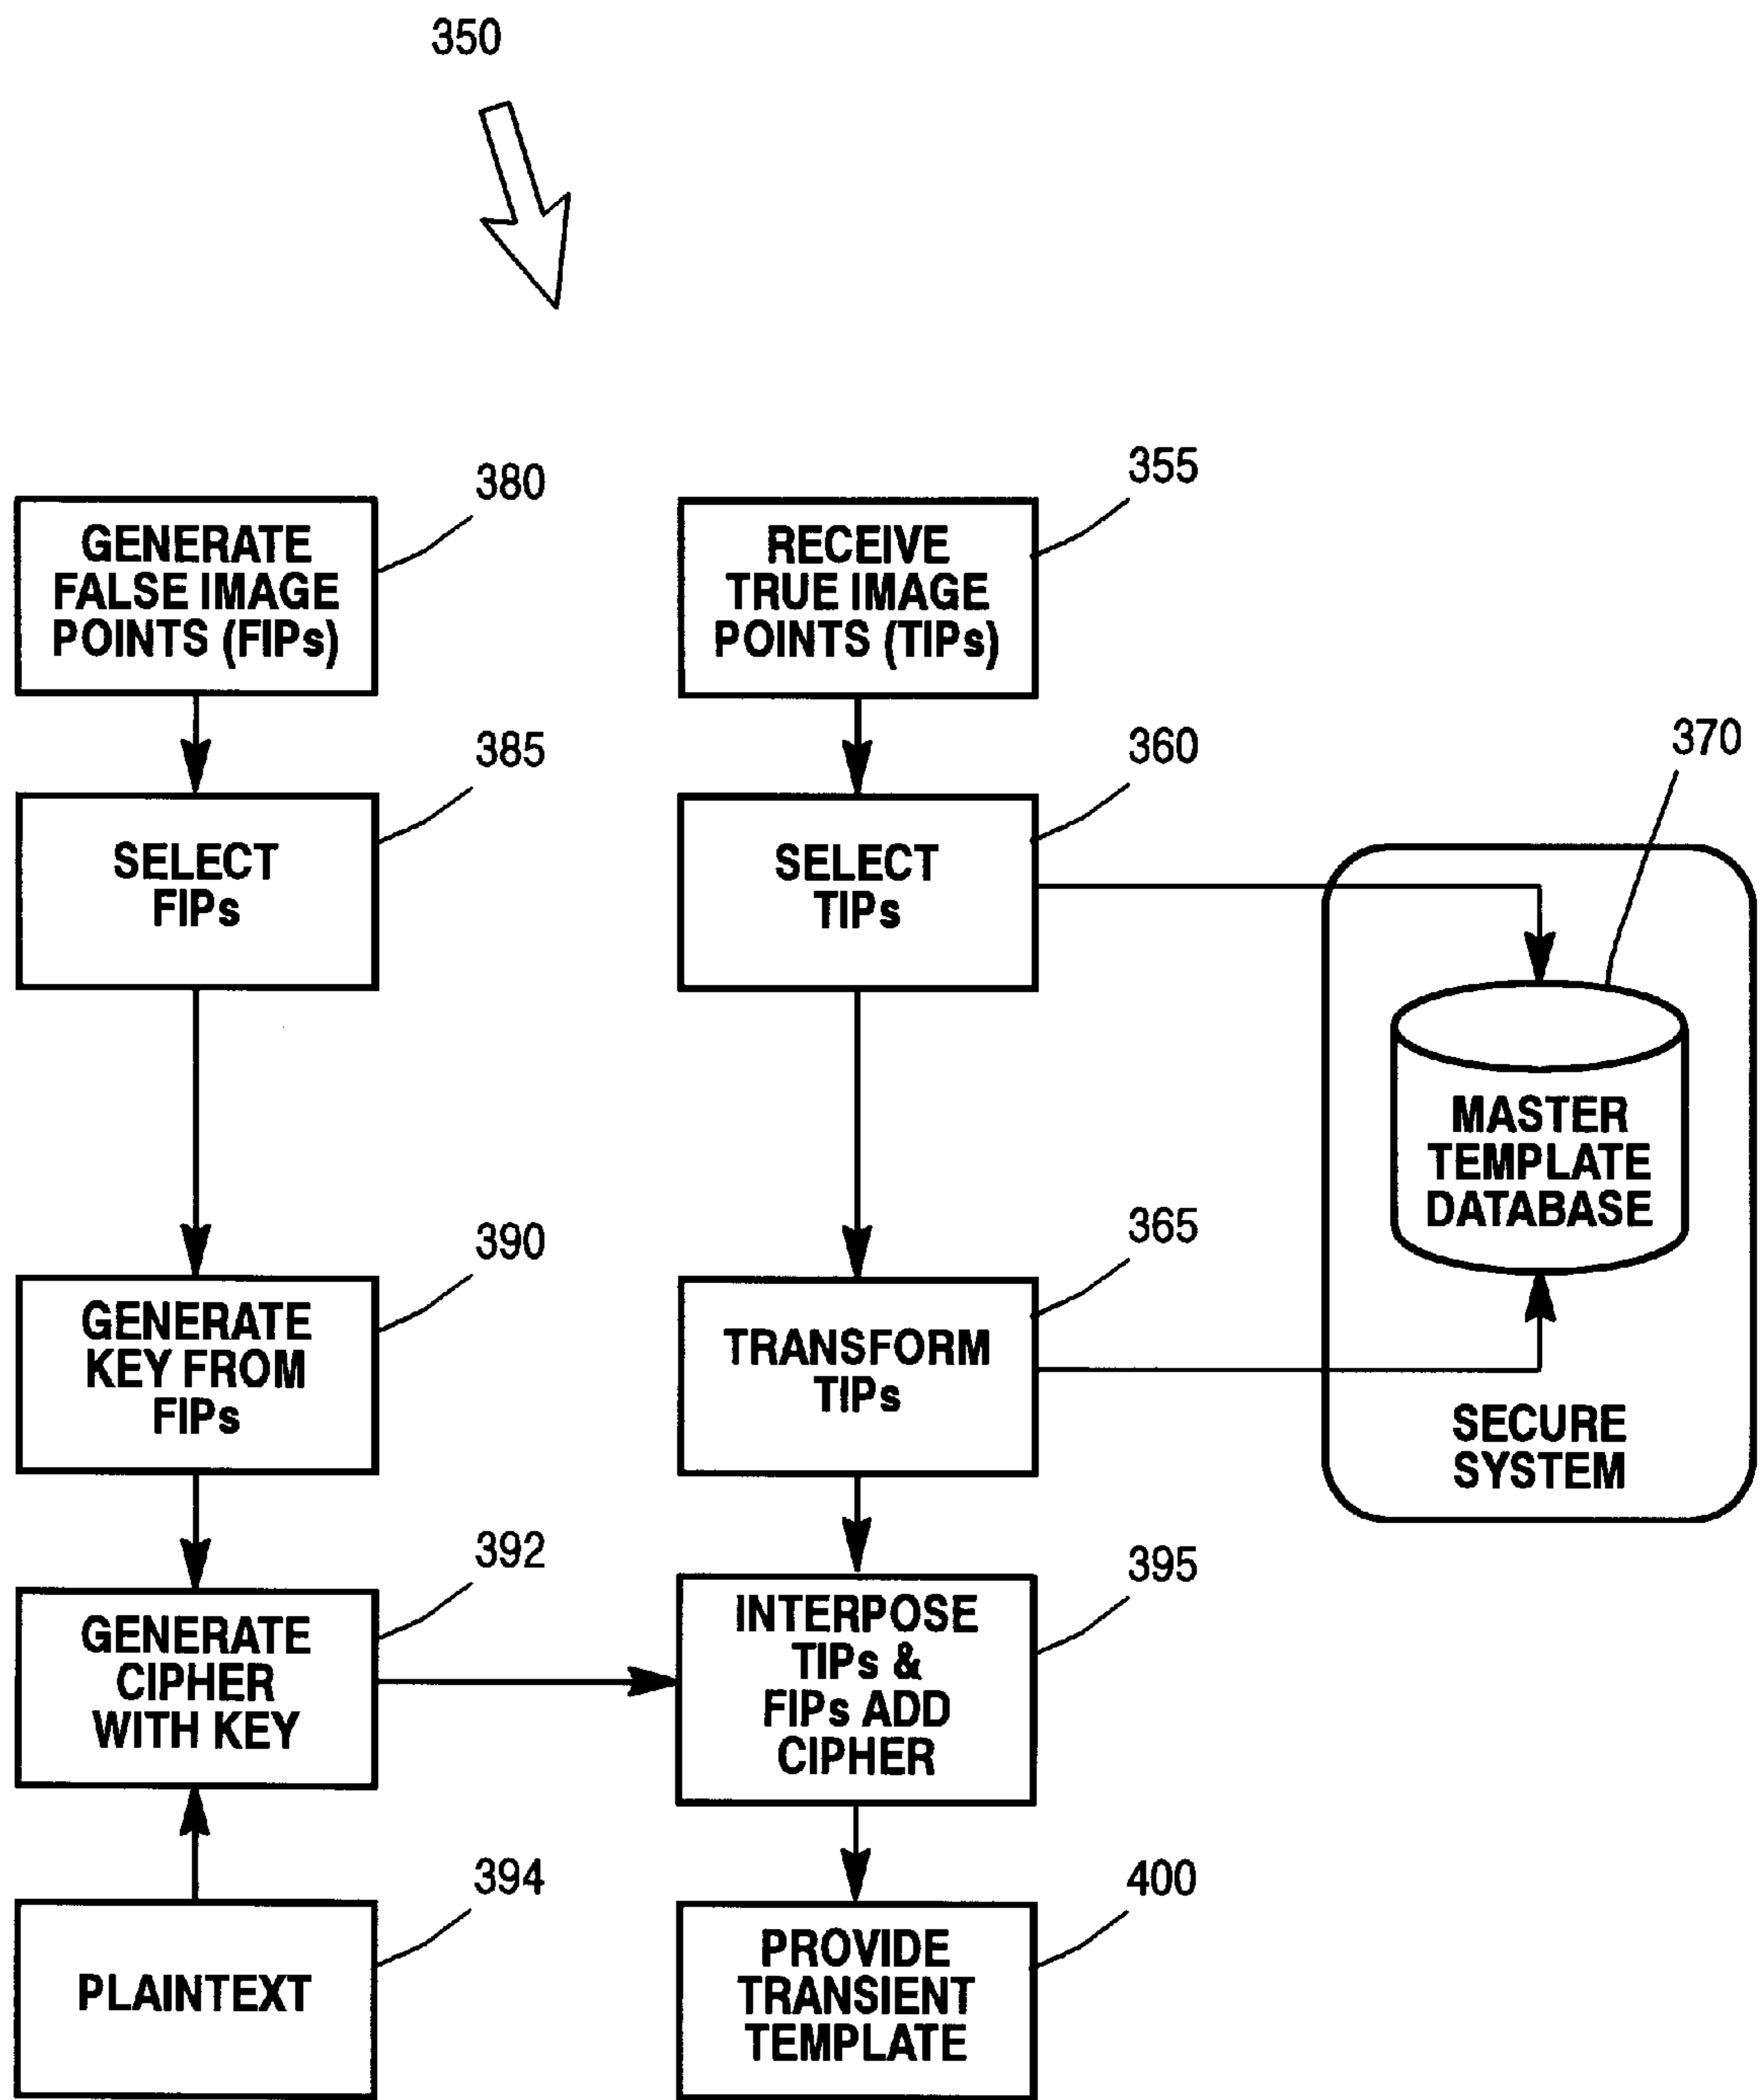 350
380
GENERATE
FALSE IMAGE
POINTS (FIPs)
355
RECEIVE
TRUE IMAGE
POINTS (TIPs)
385
SELECT
FIPs
360
SELECT
TIPs
370
MASTER
TEMPLATE
DATABASE
SECURE
SYSTEM
390
GENERATE
KEY FROM
FIPs
365
TRANSFORM
TIPs
392
GENERATE
CIPHER
WITH KEY
395
INTERPOSE
TIPs &
FIPs ADD
CIPHER
394
PLAINTEXT
400
PROVIDE
TRANSIENT
TEMPLATE